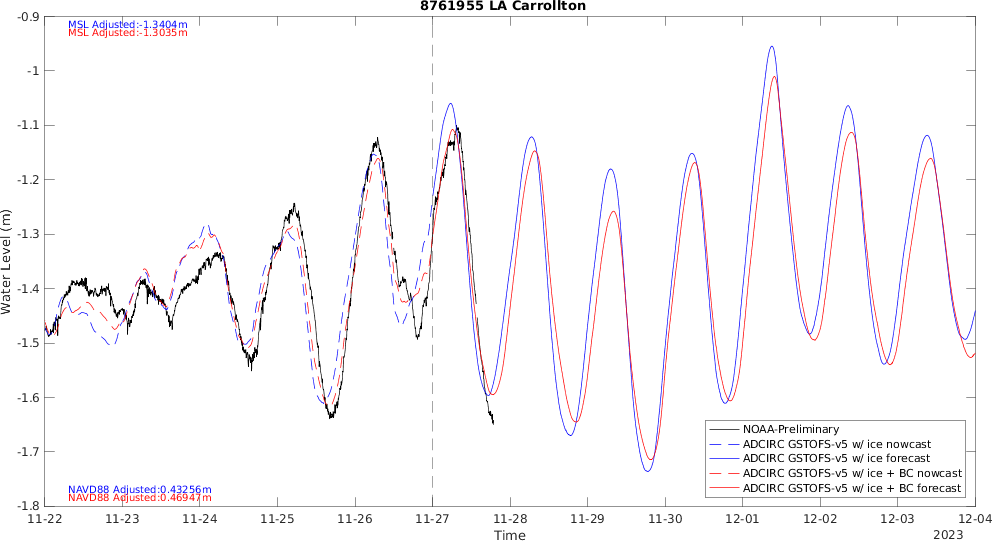 8761955 LA Carrollton
MSL Adjusted:-1.3404m
MSL Adjusted:-1.3035m
-0.9
-1
-1.1
-1.2
-1.3
-1.4
-1.5
-1.6
-1.7
-1.8
Water Level (m)
NOAA-Preliminary
ADCIRC GSTOFS-v5 w/ ice nowcast
ADCIRC GSTOFS-v5 w/ ice forecast
ADCIRC GSTOFS-v5 w/ ice + BC nowcast
ADCIRC GSTOFS-v5 w/ ice + BC forecast
NAVD88 Adjusted:0.43256m
NAVD88 Adjusted:0.46947m
11-22 11-23 11-24 11-25 11-26 11-27 11-28 11-29 11-30 12-01 12-02 12-03 12-04
Time
2023